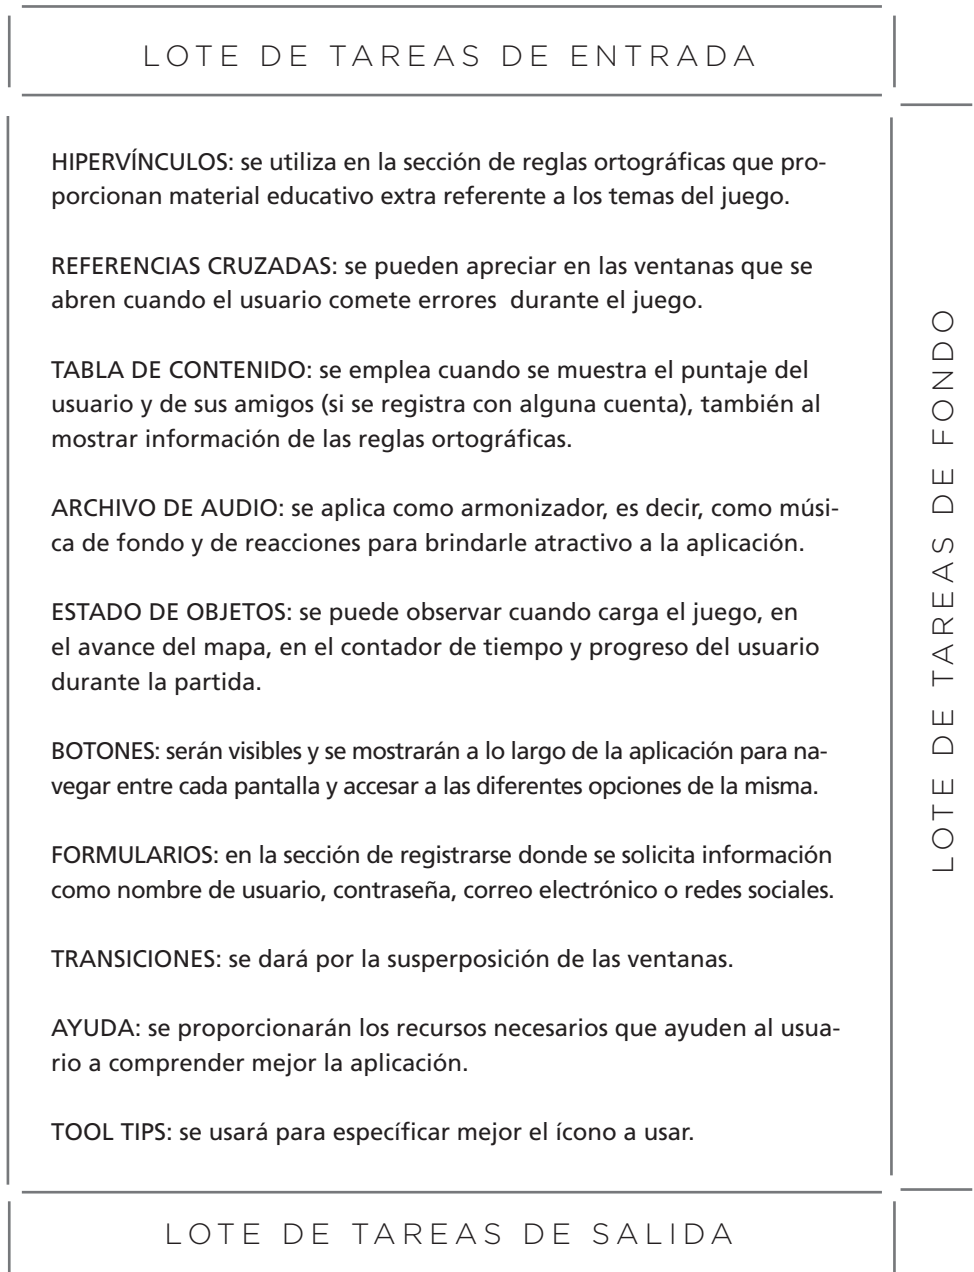 LOTE DE TAREAS DE ENTRADA
HIPERVÍNCULOS: se utiliza en la sección de reglas ortográficas que pro-
porcionan material educativo extra referente a los temas del juego.
REFERENCIAS CRUZADAS: se pueden apreciar en las ventanas que se
abren cuando el usuario comete errores  durante el juego.
TABLA DE CONTENIDO: se emplea cuando se muestra el puntaje del
usuario y de sus amigos (si se registra con alguna cuenta), también al
mostrar información de las reglas ortográficas.
ARCHIVO DE AUDIO: se aplica como armonizador, es decir, como músi-
ca de fondo y de reacciones para brindarle atractivo a la aplicación.
ESTADO DE OBJETOS: se puede observar cuando carga el juego, en
el avance del mapa, en el contador de tiempo y progreso del usuario
durante la partida.
BOTONES: serán visibles y se mostrarán a lo largo de la aplicación para na-
vegar entre cada pantalla y accesar a las diferentes opciones de la misma.
FORMULARIOS: en la sección de registrarse donde se solicita información
como nombre de usuario, contraseña, correo electrónico o redes sociales.
TRANSICIONES: se dará por la susperposición de las ventanas.
AYUDA: se proporcionarán los recursos necesarios que ayuden al usua-
rio a comprender mejor la aplicación.
TOOL TIPS: se usará para específicar mejor el ícono a usar.
LOTE DE TAREAS DE FONDO
LOTE DE TAREAS DE SALIDA